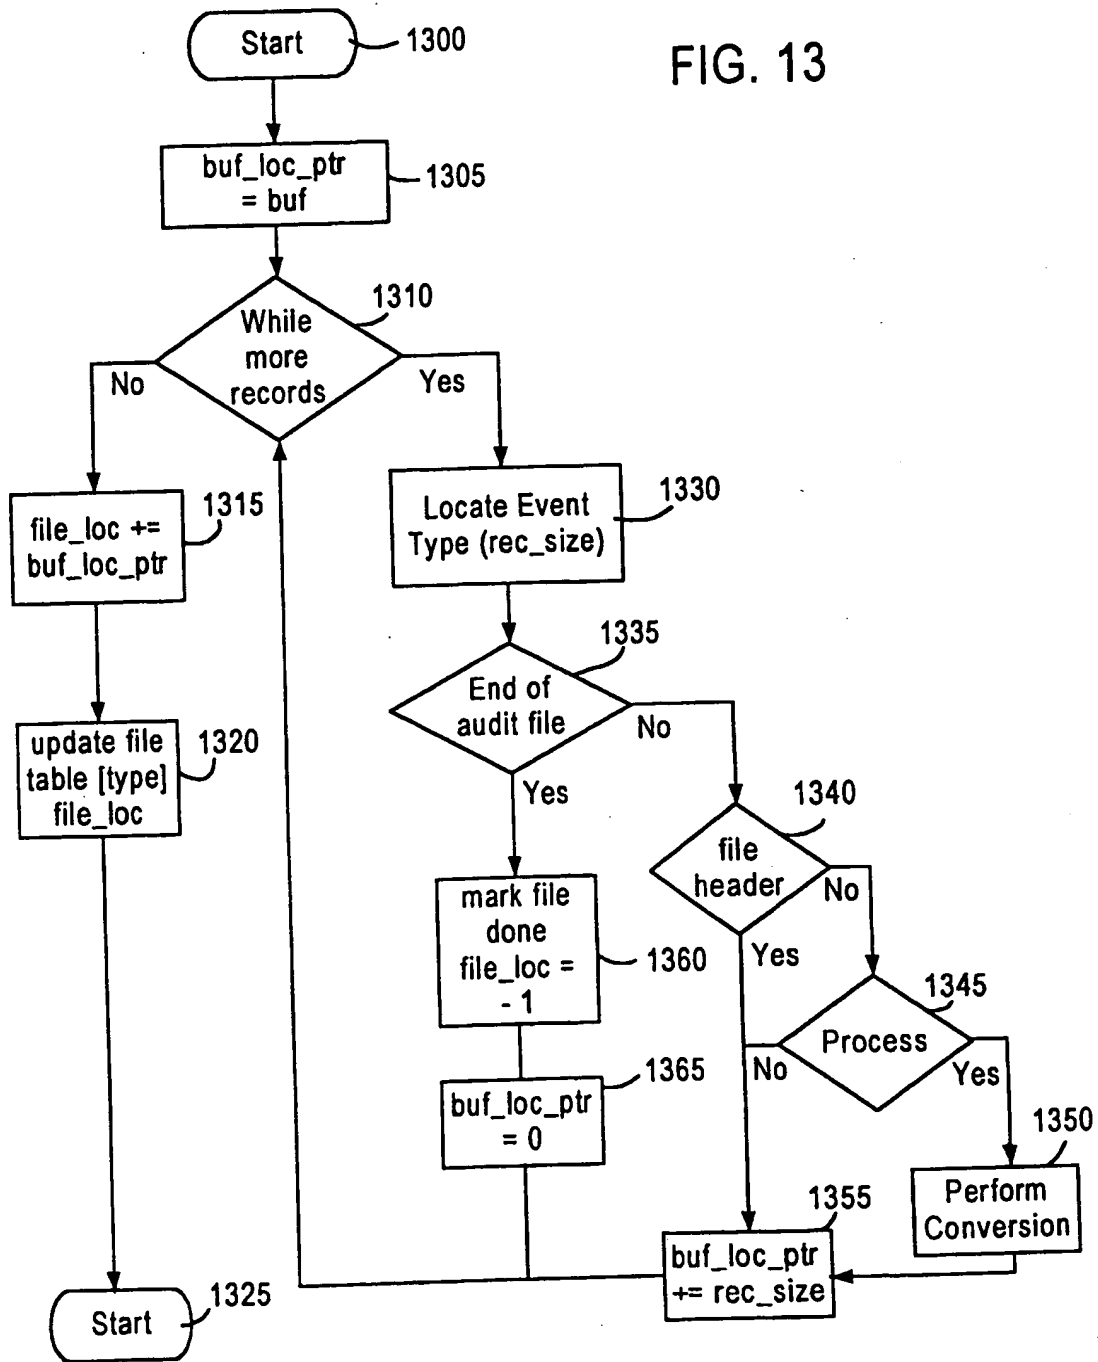 FIG. 13
Start
1300
buf_loc_ptr
= buf
1305
While
more
records
1310
No
Yes
file_loc +=
buf_loc_ptr
1315
update file
table [type]
file_loc
1320
Start
1325
Locate Event
Type (rec_size)
1330
End of
audit file
1335
No
Yes
file
header
1340
No
Yes
mark file
done
file_loc =
- 1
1360
Process
1345
No
Yes
buf_loc_ptr
= 0
1365
Perform
Conversion
1350
buf_loc_ptr
+= rec_size
1355